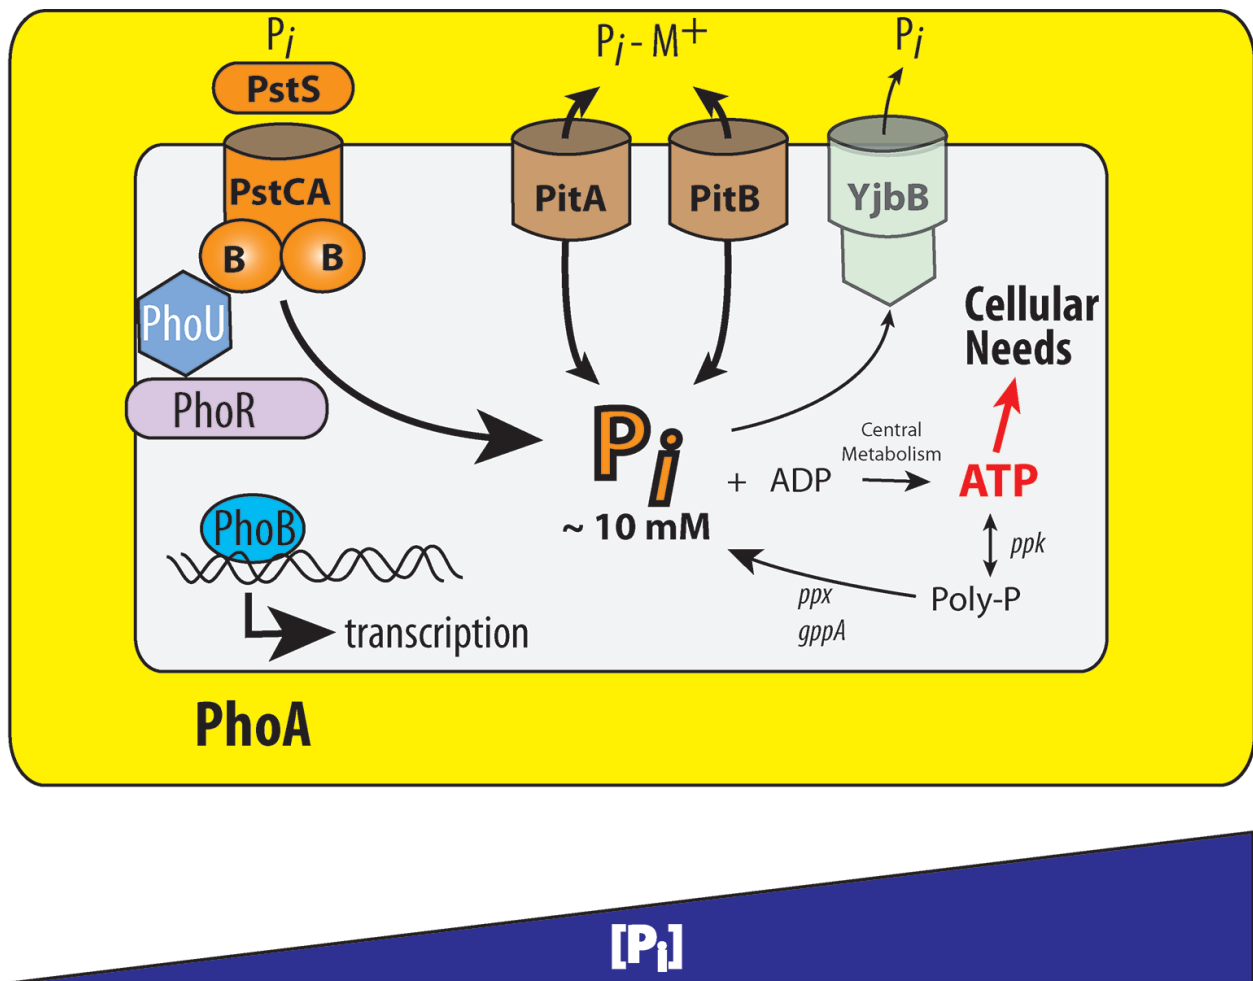 Pi
Pi - M+
Pi
PstS
PstCA
B
B
PitA
PitB
YjbB
PhoU
PhoR
Cellular
Needs
Pi
~ 10 mM
+ ADP
Central
Metabolism
ATP
ppk
Poly-P
ppx
gppA
PhoB
transcription
PhoA
[Pi]